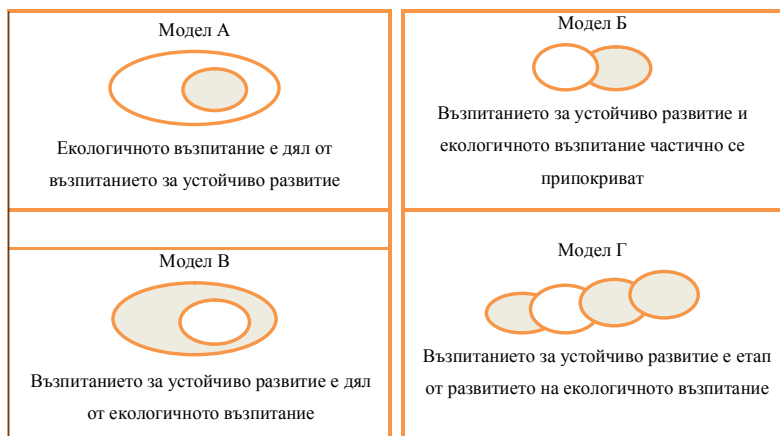 Модел А
Екологичното възпитание е дял от
възпитанието за устойчиво развитие
Модел Б
Възпитанието за устойчиво развитие и
екологичното възпитание частично се
припокриват
Модел В
Възпитанието за устойчиво развитие е дял
от екологичното възпитание
Модел Г
Възпитанието за устойчиво развитие е етап
от развитието на екологичното възпитание